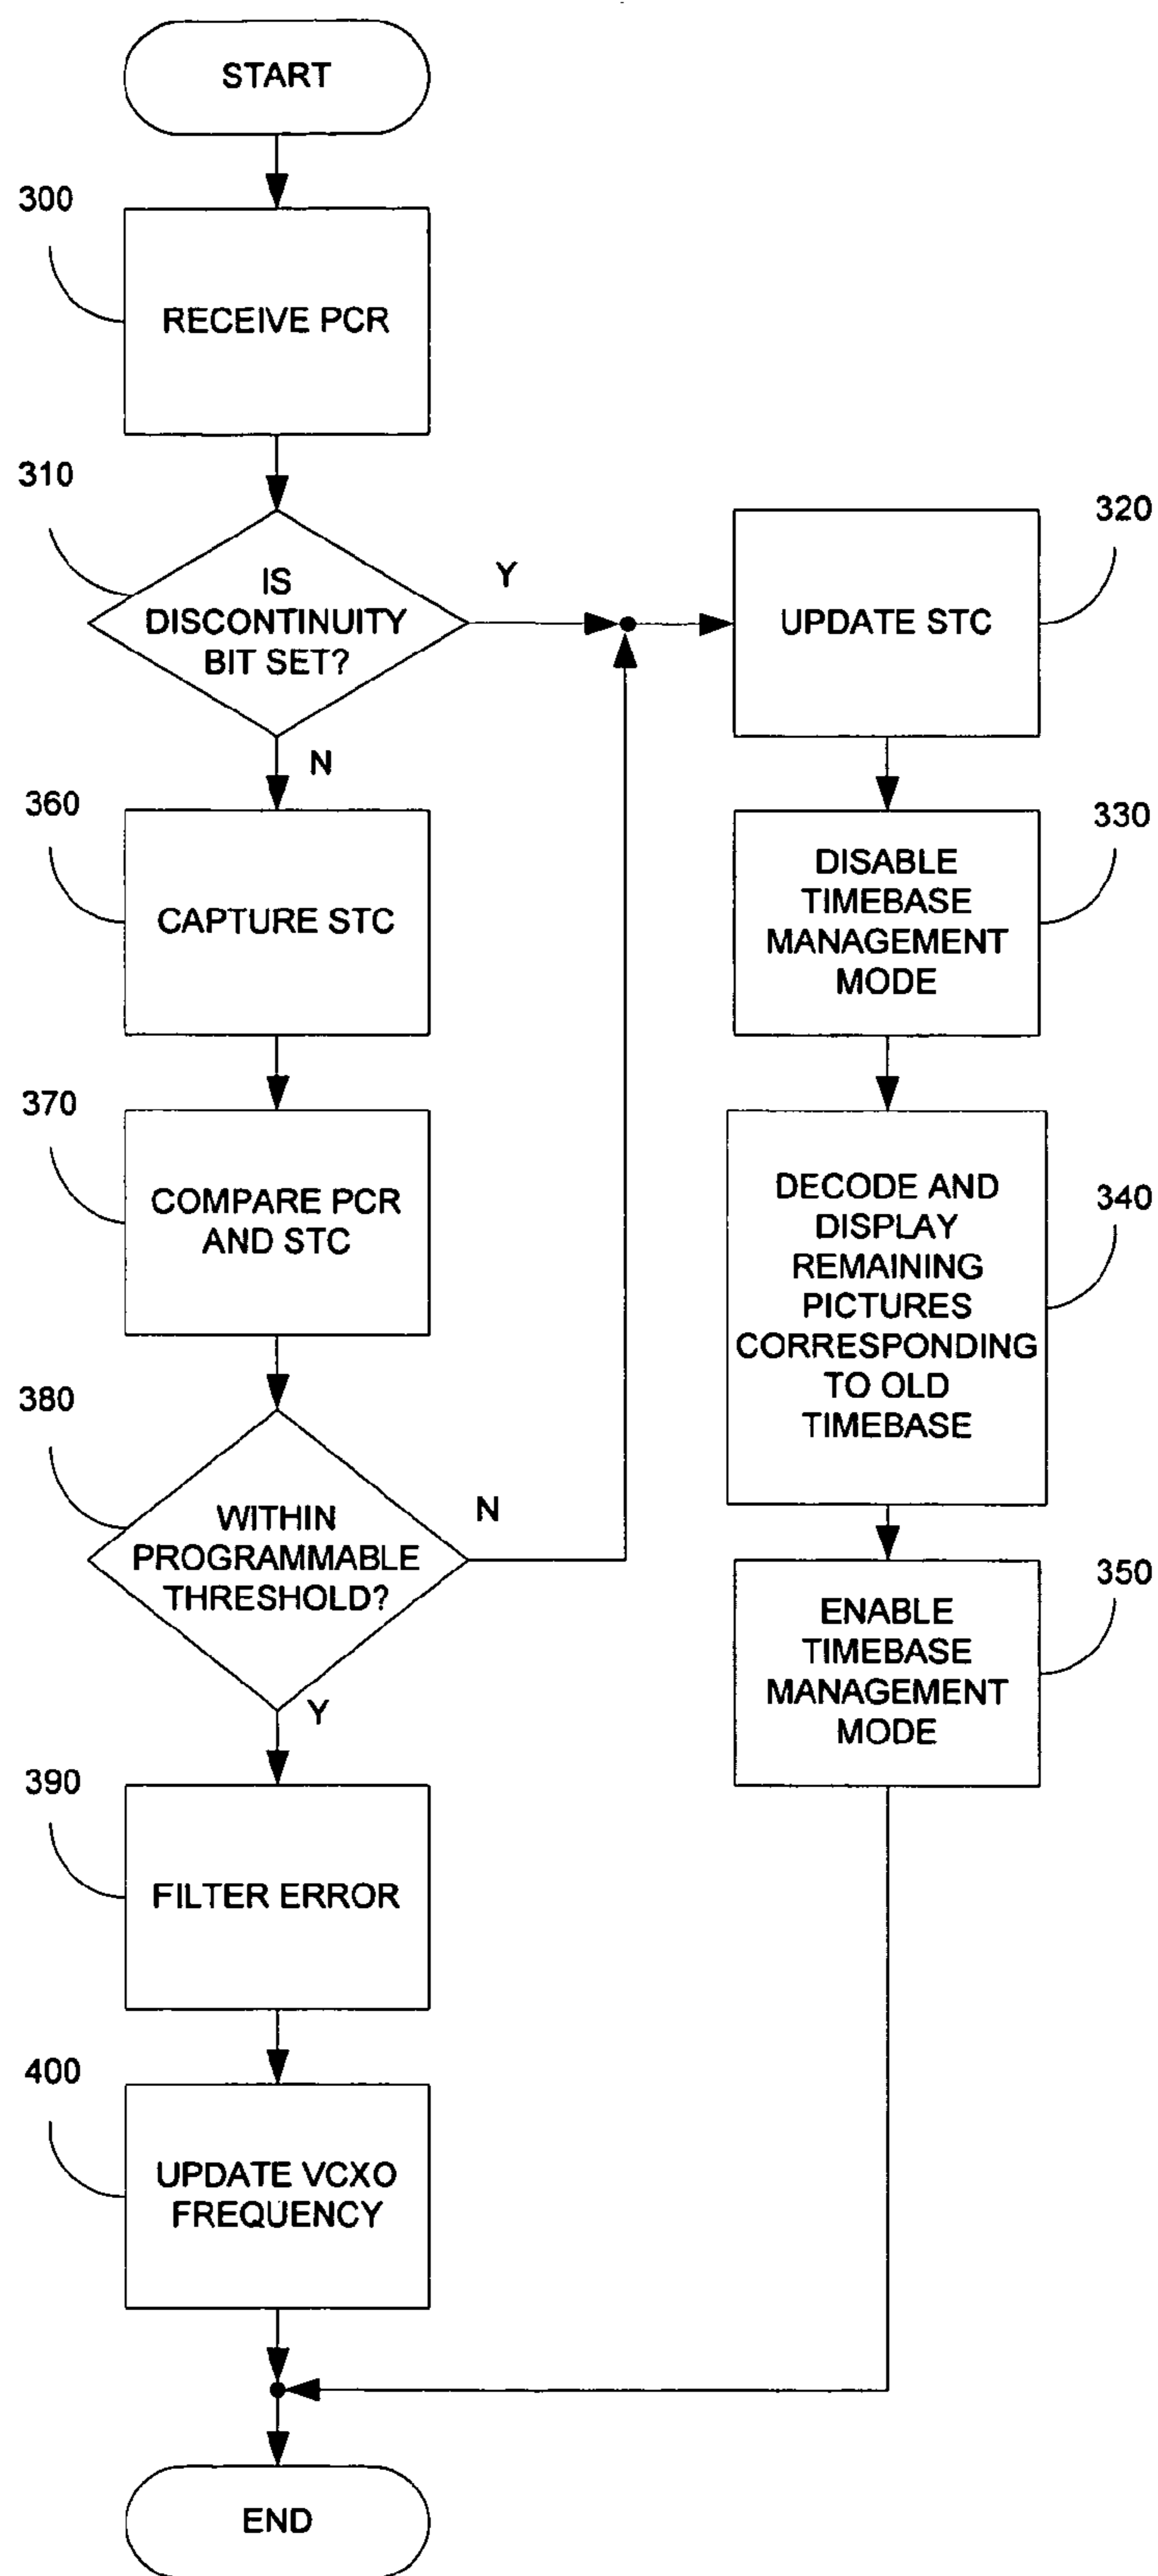 START
300
RECEIVE PCR
310
IS
DISCONTINUITY
BIT SET?
Y
N
320
UPDATE STC
330
DISABLE
TIMEBASE
MANAGEMENT
MODE
340
DECODE AND
DISPLAY
REMAINING
PICTURES
CORRESPONDING
TO OLD
TIMEBASE
350
ENABLE
TIMEBASE
MANAGEMENT
MODE
360
CAPTURE STC
370
COMPARE PCR
AND STC
380
WITHIN
PROGRAMMABLE
THRESHOLD?
N
Y
390
FILTER ERROR
400
UPDATE VCXO
FREQUENCY
END